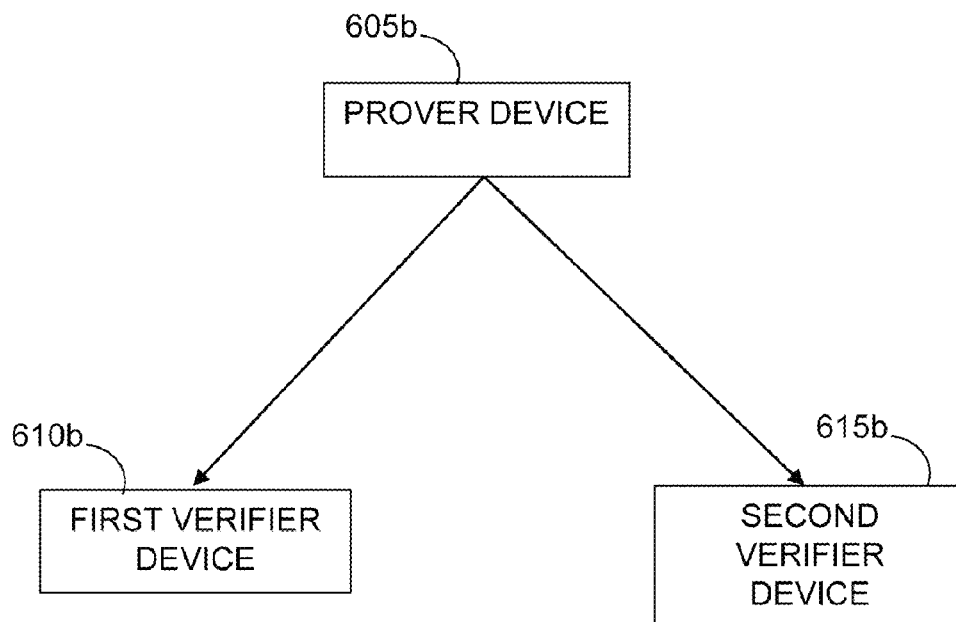 605b
PROVER DEVICE
610b
FIRST VERIFIER
DEVICE
615b
SECOND
VERIFIER
DEVICE